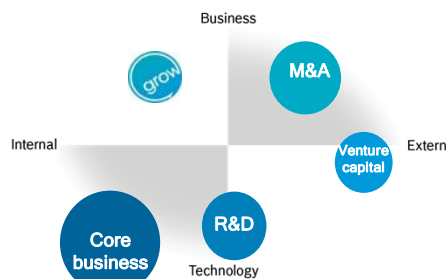 Business
grow
M&A
Internal
Extern
Venture
capital
R&D
Core
business
Technology